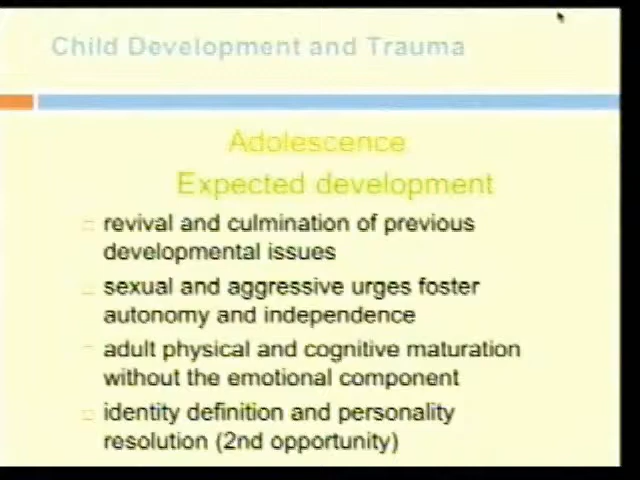 Child Development and Trauma
Adolescence
Expected development
revival and culmination of previous
developmental issues
sexual and aggressive urges foster
autonomy and independence
adult physical and cognitive maturation
without the emotional component
identity definition and personality
resolution (2nd opportunity)